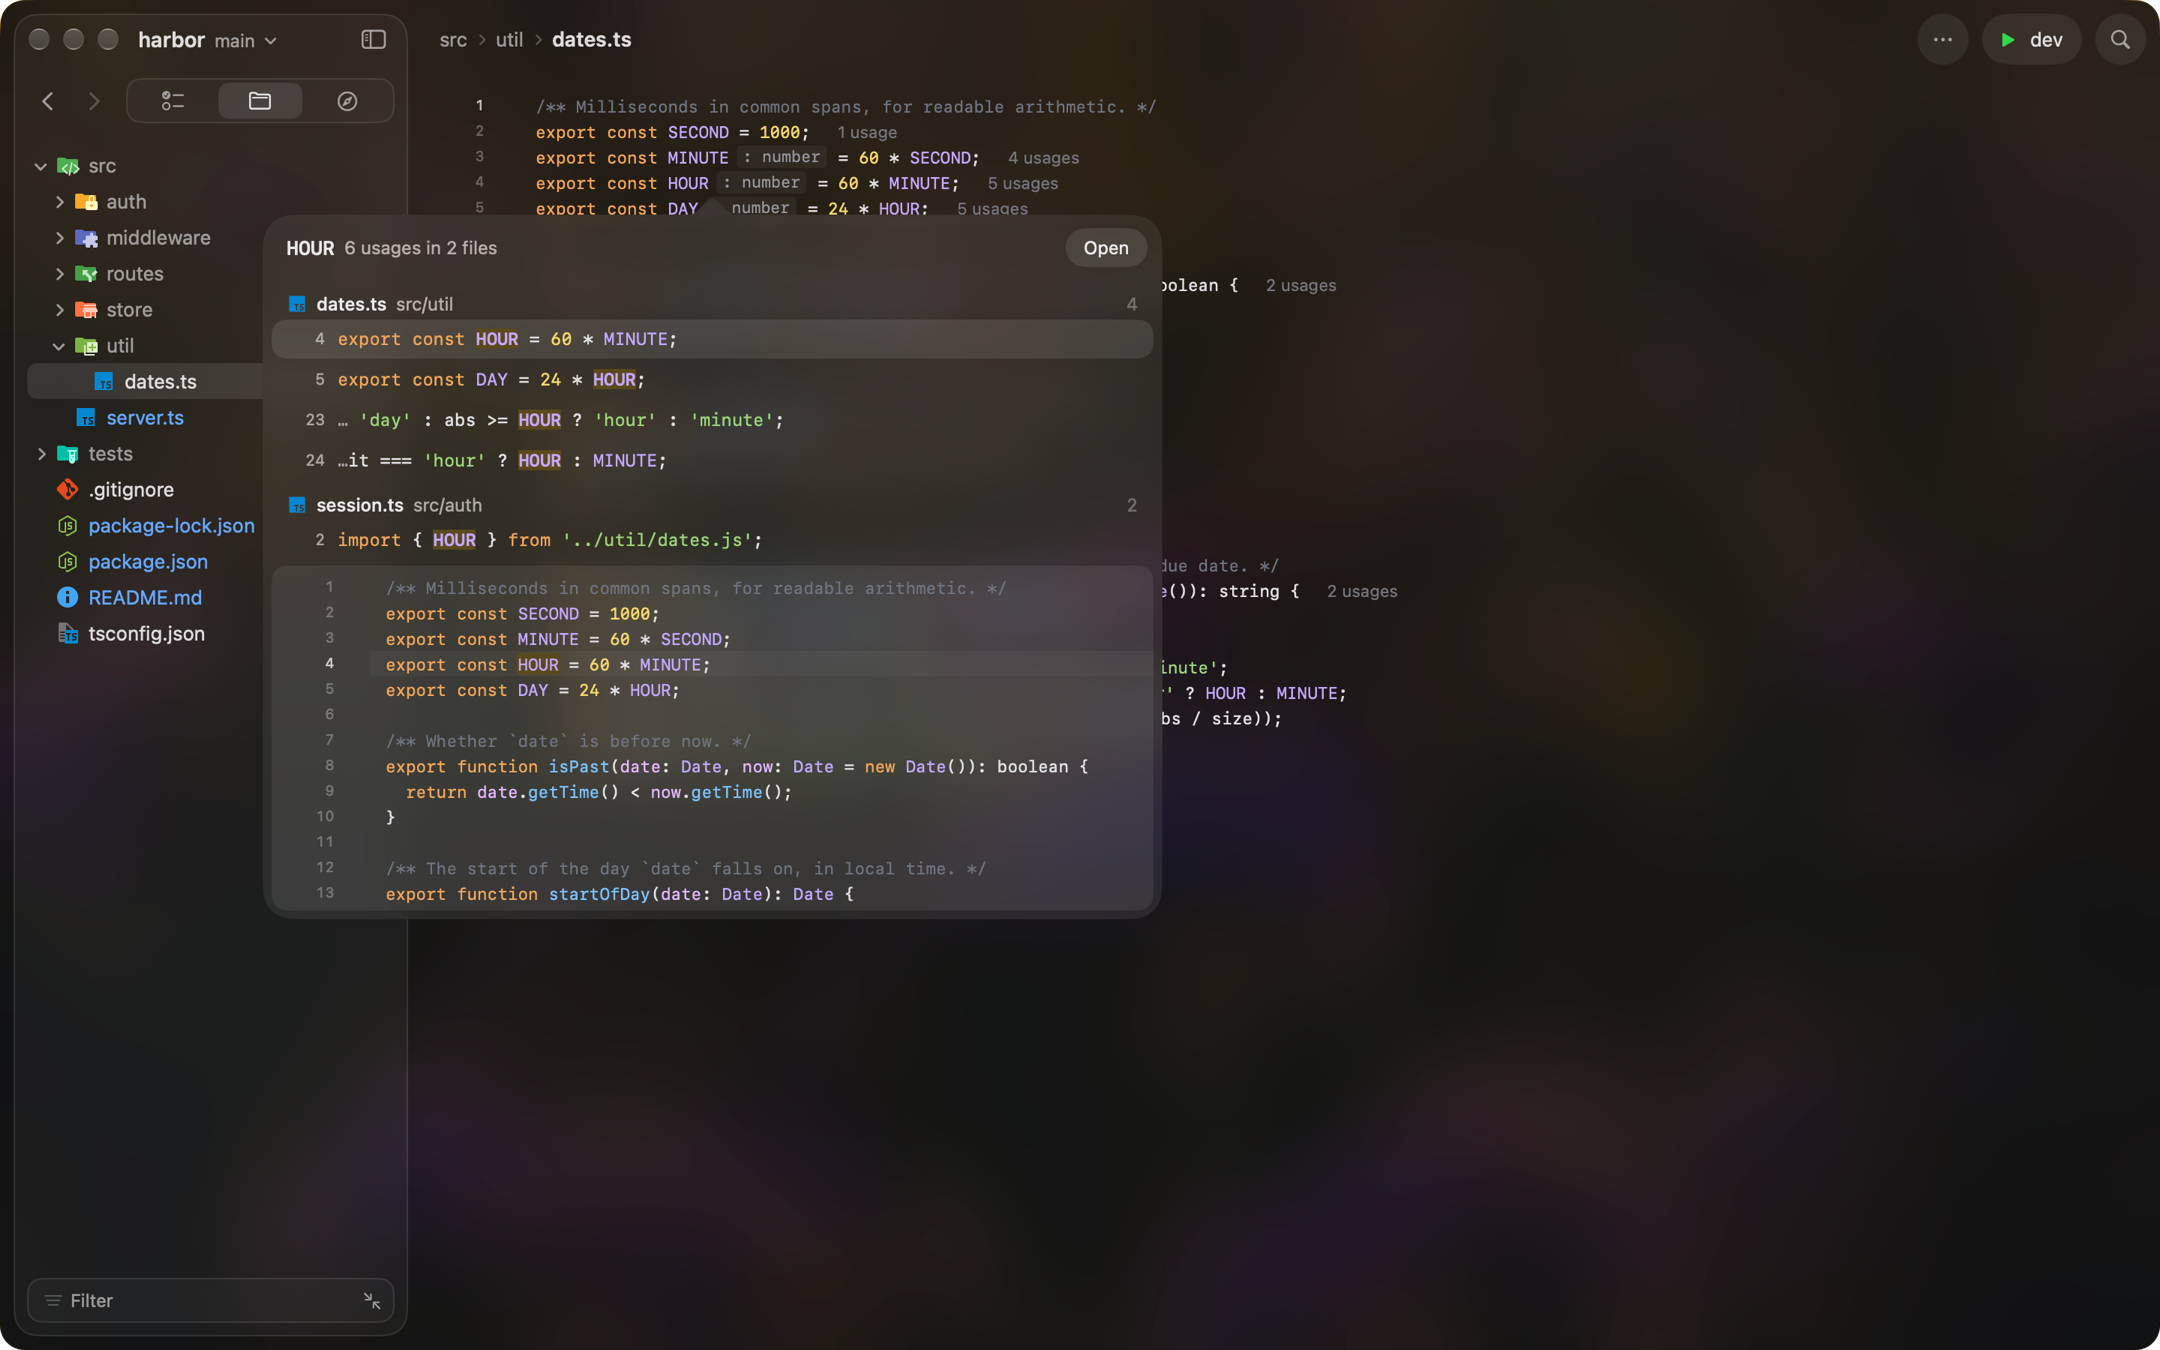 harbor main
src
auth
middleware
routes
store
util
dates.ts
server.ts
tests
.gitignore
package-lock.json
package.json
README.md
tsconfig.json
Filter
src › util › dates.ts
dev
1 /** Milliseconds in common spans, for readable arithmetic. */
2 export const SECOND = 1000; 1 usage
3 export const MINUTE : number = 60 * SECOND; 4 usages
4 export const HOUR : number = 60 * MINUTE; 5 usages
5 export const DAY number = 24 * HOUR; 5 usages
oolean { 2 usages
due date. */
e()): string { 2 usages
inute';
' ? HOUR : MINUTE;
bs / size));
HOUR 6 usages in 2 files
Open
dates.ts src/util 4
4 export const HOUR = 60 * MINUTE;
5 export const DAY = 24 * HOUR;
23 … 'day' : abs >= HOUR ? 'hour' : 'minute';
24 …it === 'hour' ? HOUR : MINUTE;
session.ts src/auth 2
2 import { HOUR } from '../util/dates.js';
1 /** Milliseconds in common spans, for readable arithmetic. */
2 export const SECOND = 1000;
3 export const MINUTE = 60 * SECOND;
4 export const HOUR = 60 * MINUTE;
5 export const DAY = 24 * HOUR;
6
7 /** Whether `date` is before now. */
8 export function isPast(date: Date, now: Date = new Date()): boolean {
9 return date.getTime() < now.getTime();
10 }
11
12 /** The start of the day `date` falls on, in local time. */
13 export function startOfDay(date: Date): Date {